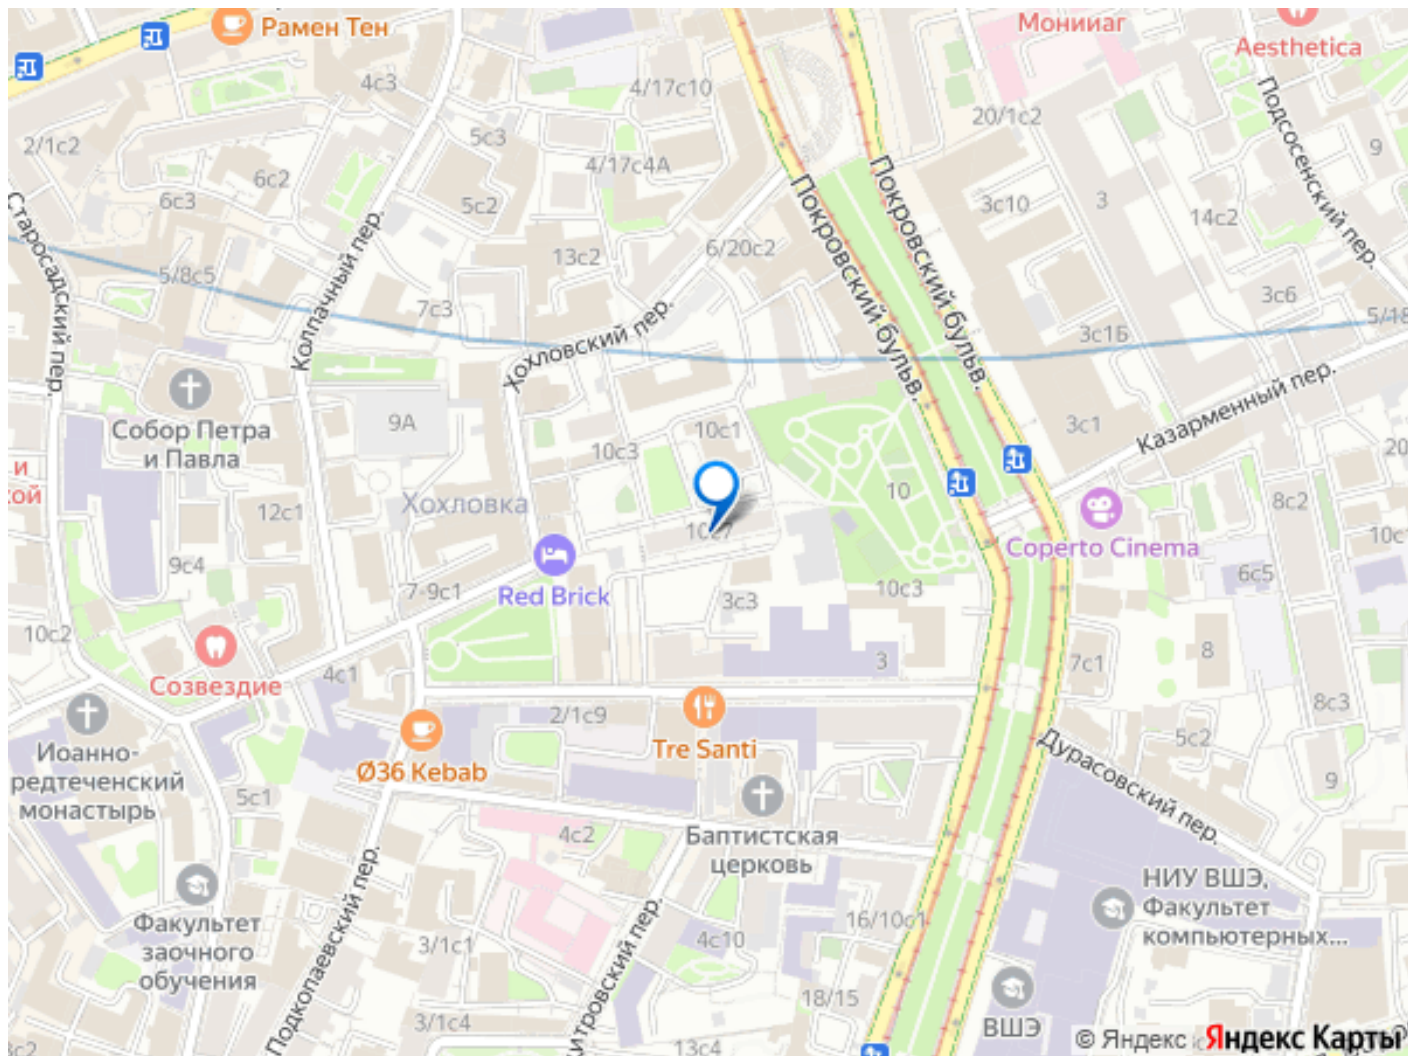 Рамен Тен
Монииаг
Aesthetica
4с3
4/17с10
20/1с2
Подсосенский пер.
2/1с2
5с3
9
4/17с4А
6с2
6с3
5с2
3с10
3
14с2
Старосадский пер.
Колпачный пер.
Покровский бульв.
Покровский бульв.
13с2
6/20с2
5/8с5
7с3
Хохловский пер.
3с6
5/18
3с1Б
Казарменный пер.
Собор Петра
и Павла
9А
10с1
3с1
10с3
20
и
кой
12с1
Хохловка
10
8с2
Coperto Cinema
10с
9с4
7-9с1
Red Brick
3с3
10с3
6с5
10с2
Созвездие
4с1
3
7с1
8
8с3
Иоанно-
редтеченский
монастырь
2/1с9
Tre Santi
Ø36 Kebab
Дурасовский пер.
5с2
9
5с1
4с2
Баптистская
церковь
НИУ ВШЭ,
Факультет
компьютерных...
Факультет
заочного
обучения
Подкопаевский пер.
3/1с1
итровский пер.
4с10
16/10с1
18/15
ВШЭ
3/1с4
13с4
© Яндекс
Яндекс Карты